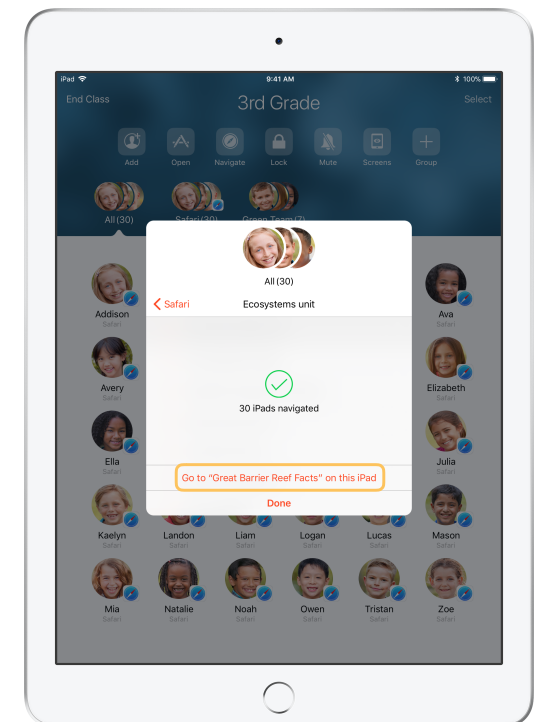 iPad 9:41 AM 100%
End Class 3rd Grade Select
Add Open Navigate Lock Mute Screens Group
All (30) Safari (30) Green Team (7)
All (30)
Safari Ecosystems unit
30 iPads navigated
Go to “Great Barrier Reef Facts” on this iPad
Done
Addison Ava
Safari Safari
Avery Elizabeth
Safari Safari
Ella Julia
Safari Safari
Kaelyn Landon Liam Logan Lucas Mason
Safari Safari Safari Safari Safari Safari
Mia Natalie Noah Owen Tristan Zoe
Safari Safari Safari Safari Safari Safari